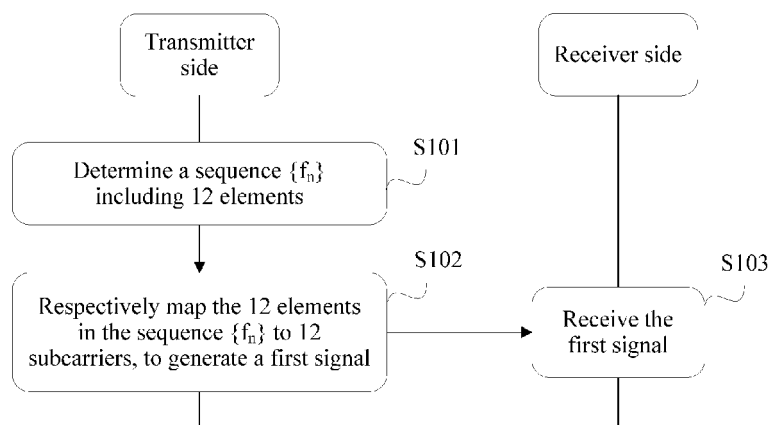 Transmitter
side
Receiver side
S101
Determine a sequence {fₙ}
including 12 elements
S102
Respectively map the 12 elements
in the sequence {fₙ} to 12
subcarriers, to generate a first signal
S103
Receive the
first signal